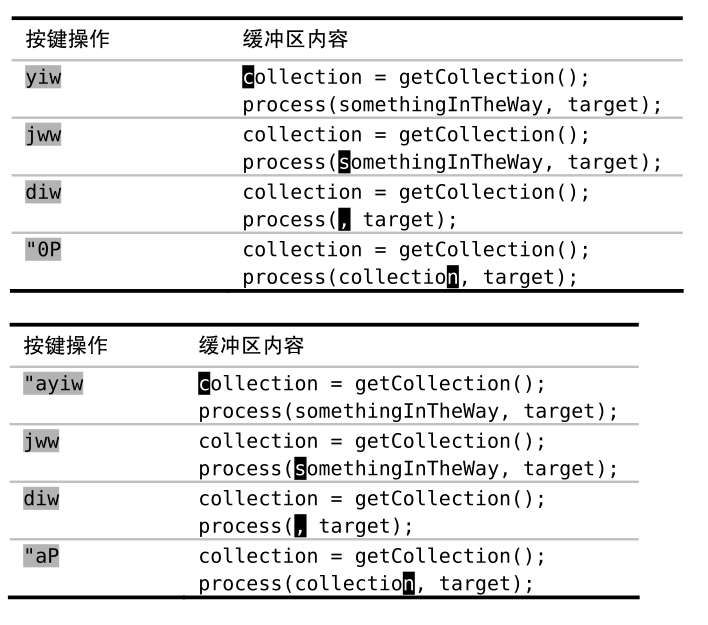 按键操作 缓冲区内容
yiw collection = getCollection();
process(somethingInTheWay, target);
jww collection = getCollection();
process(somethingInTheWay, target);
diw collection = getCollection();
process(, target);
"0P collection = getCollection();
process(collection, target);
按键操作 缓冲区内容
"ayiw collection = getCollection();
process(somethingInTheWay, target);
jww collection = getCollection();
process(somethingInTheWay, target);
diw collection = getCollection();
process(, target);
"aP collection = getCollection();
process(collection, target);